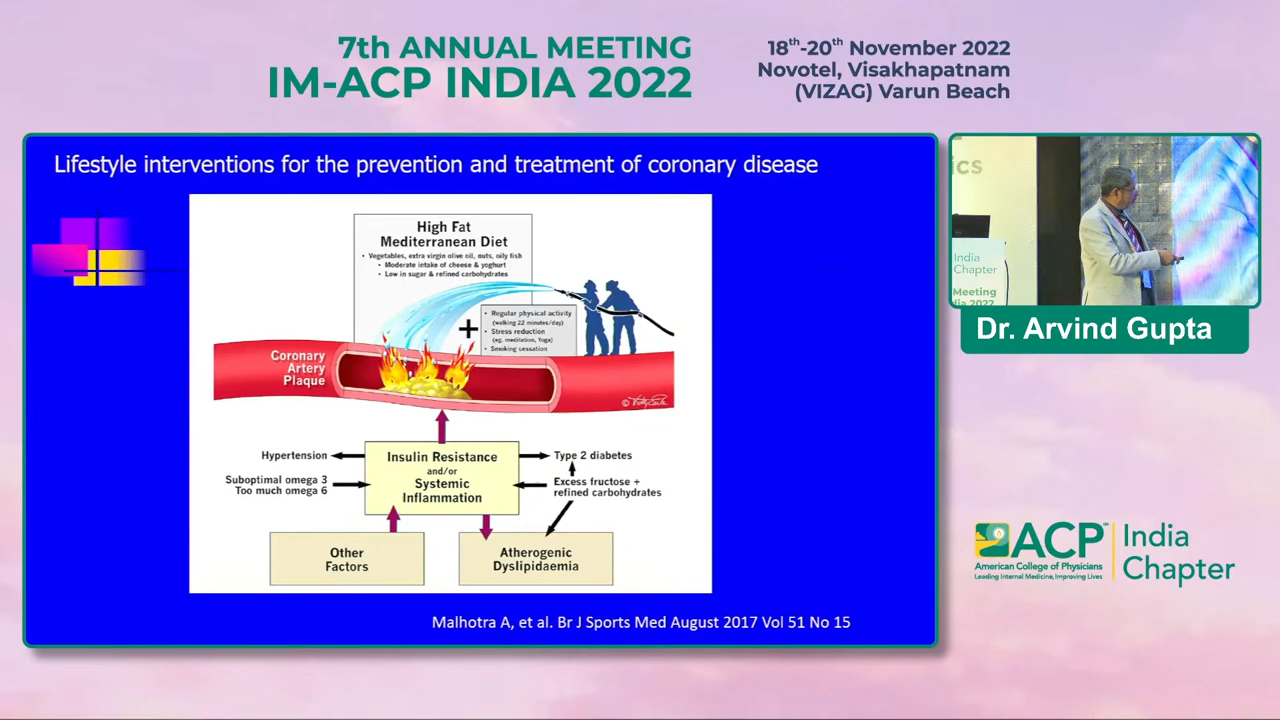 7th ANNUAL MEETING
IM-ACP INDIA 2022
18th-20th November 2022
Novotel, Visakhapatnam
(VIZAG) Varun Beach
Lifestyle interventions for the prevention and treatment of coronary disease
High Fat
Mediterranean Diet
• Vegetables, extra virgin olive oil, nuts, oily fish
• Moderate intake of cheese & yoghurt
• Low in sugar & refined carbohydrates
+
• Regular physical activity
(walking 22 minutes/day)
• Stress reduction
(eg. meditation, Yoga)
• Smoking cessation
Coronary
Artery
Plaque
Hypertension
Suboptimal omega 3
Too much omega 6
Insulin Resistance
and/or
Systemic
Inflammation
Type 2 diabetes
Excess fructose +
refined carbohydrates
Other
Factors
Atherogenic
Dyslipidaemia
Malhotra A, et al. Br J Sports Med August 2017 Vol 51 No 15
ics
India
Chapter
Meeting
dia 2022
Dr. Arvind Gupta
ACP™
American College of Physicians
Leading Internal Medicine, Improving Lives
India
Chapter